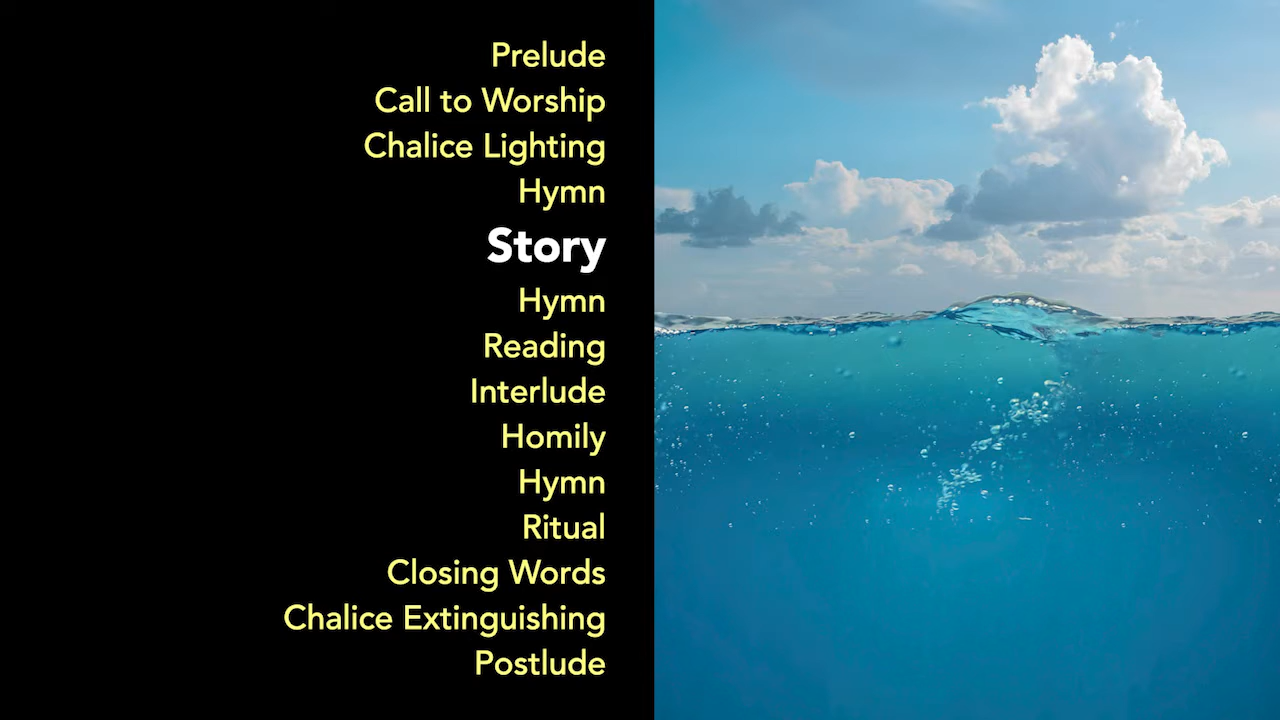 Prelude
Call to Worship
Chalice Lighting
Hymn
Story
Hymn
Reading
Interlude
Homily
Hymn
Ritual
Closing Words
Chalice Extinguishing
Postlude